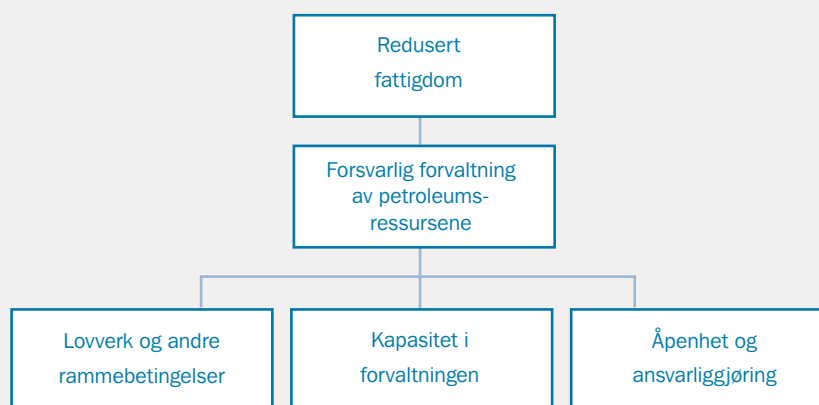 Redusert
fattigdom
Forsvarlig forvaltning
av petroleums-
ressursene
Lovverk og andre
rammebetingelser
Kapasitet i
forvaltningen
Åpenhet og
ansvarliggjøring